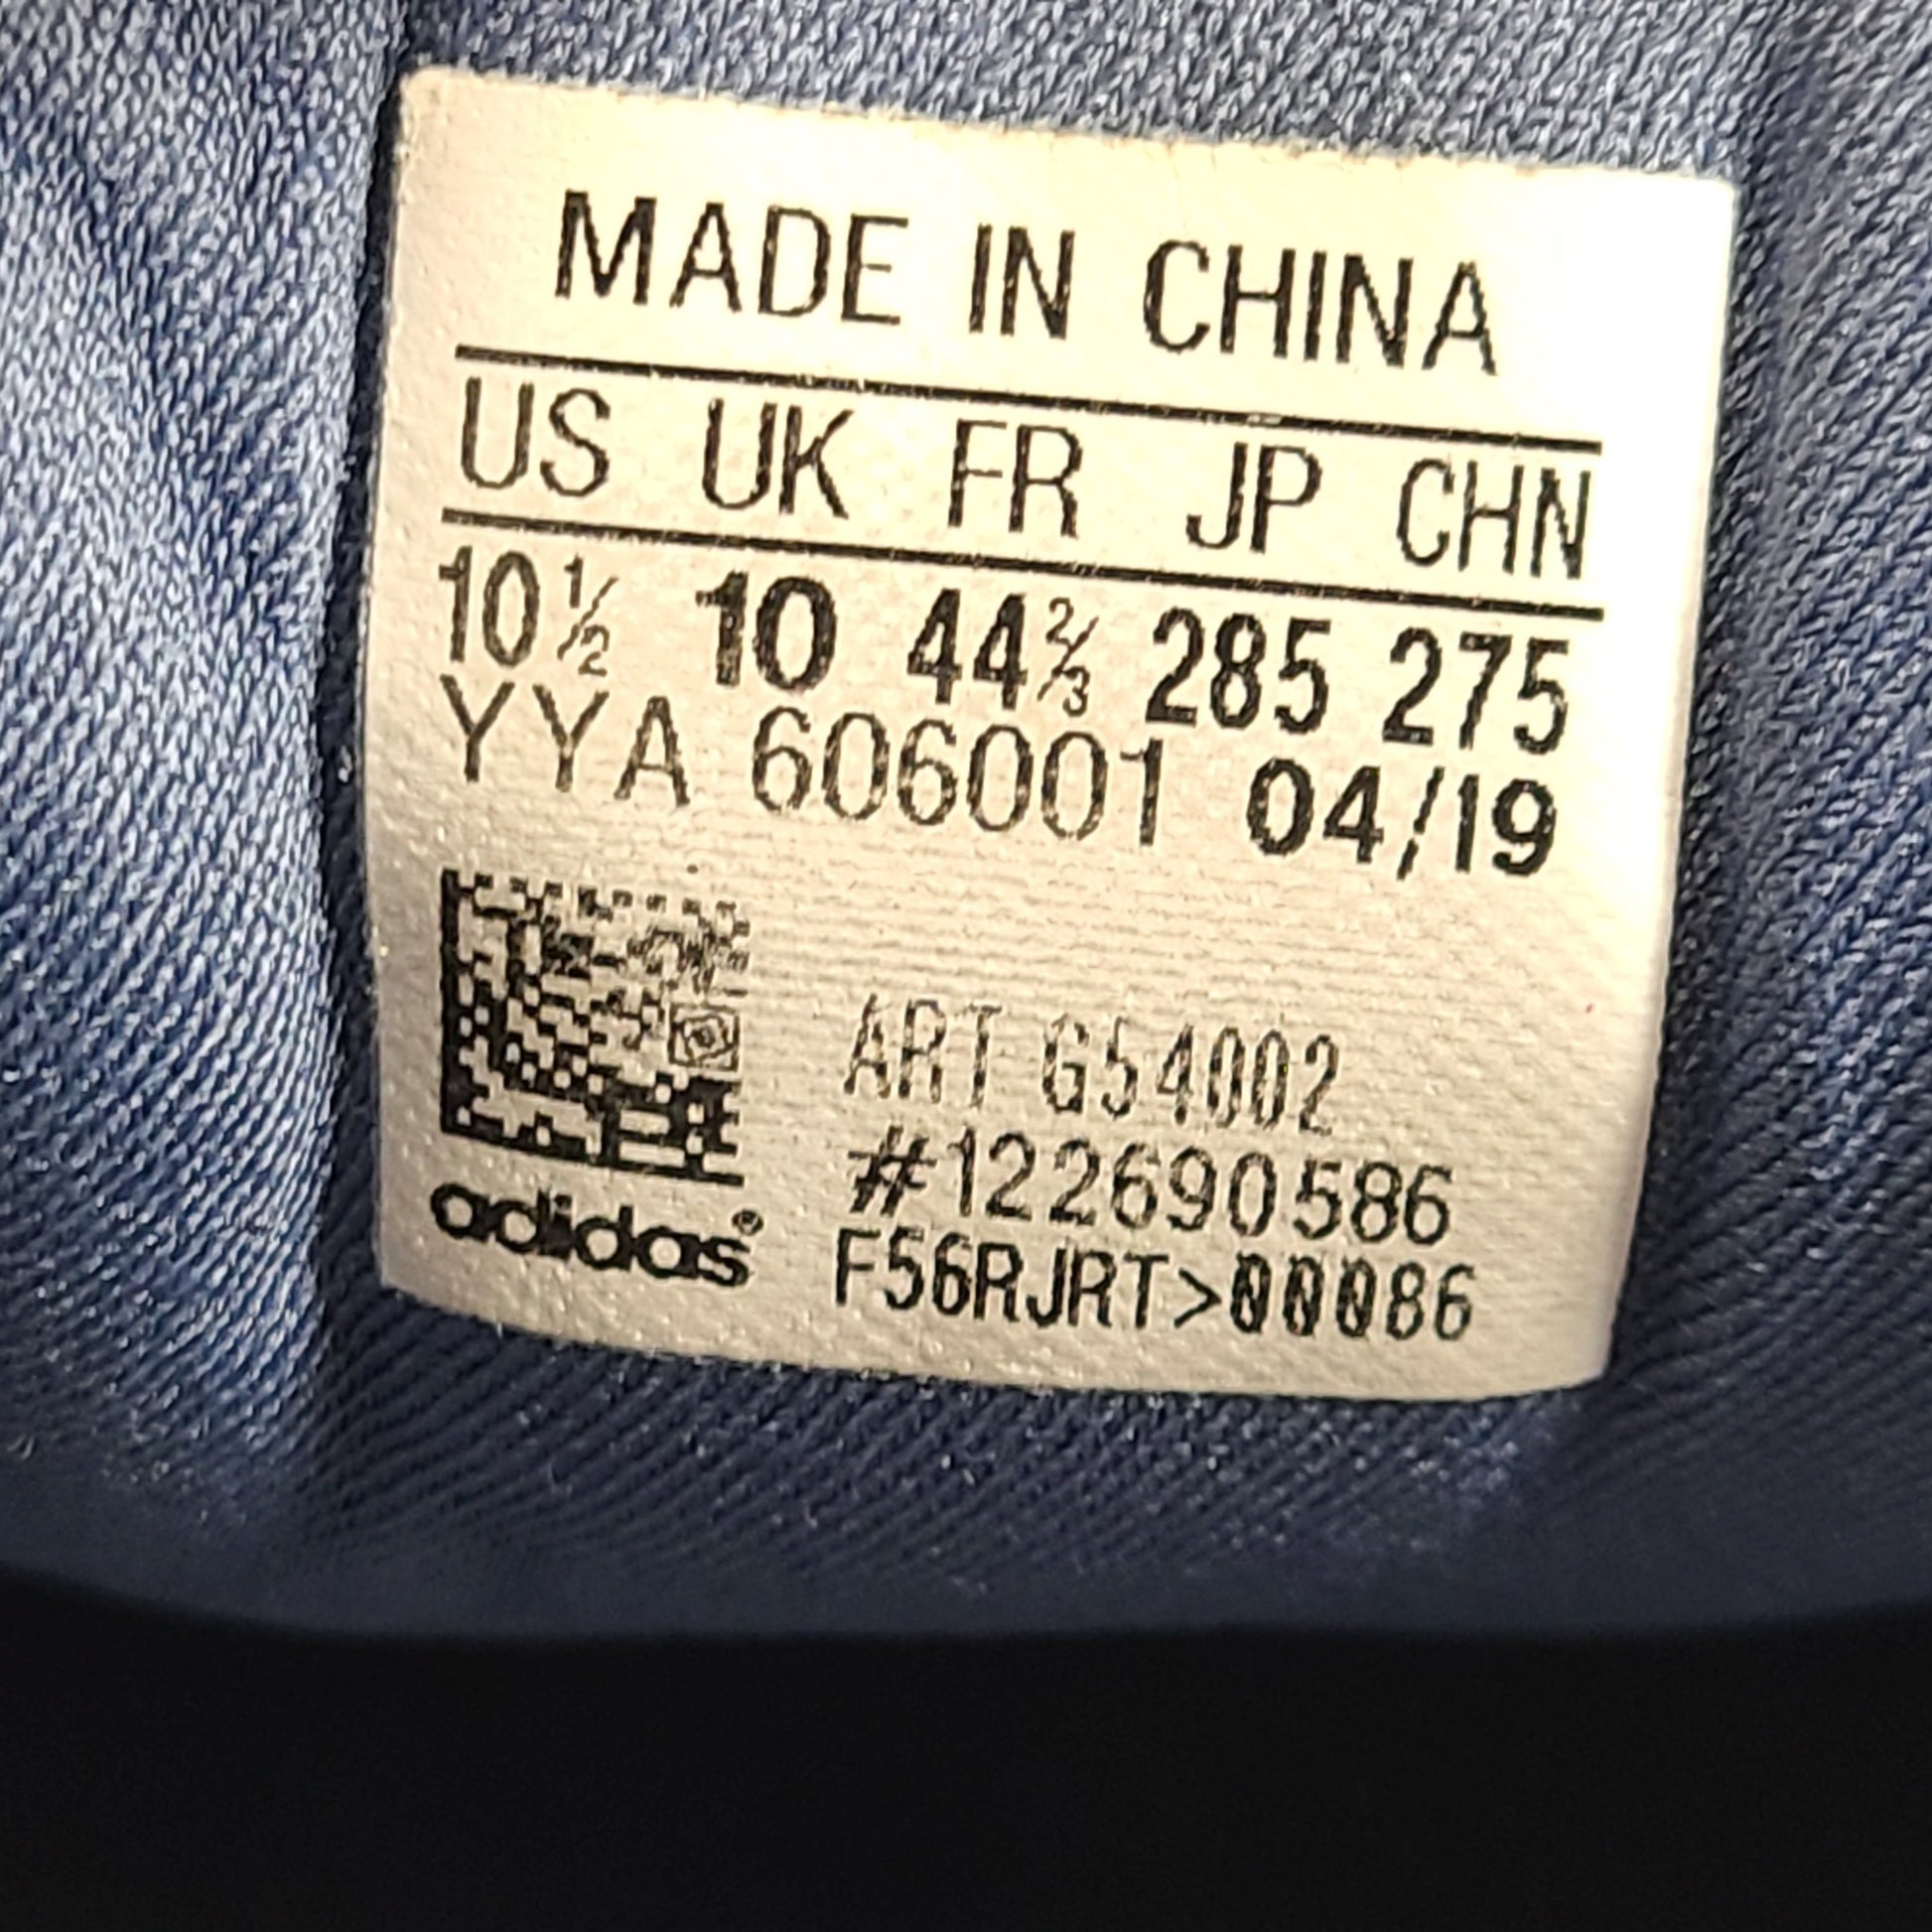 MADE IN CHINA
US UK FR JP CHN
10½ 10 44⅔ 285 275
YYA 606001 04/19
ART G54002
#122690586
adidas®
F56RJRT>00086